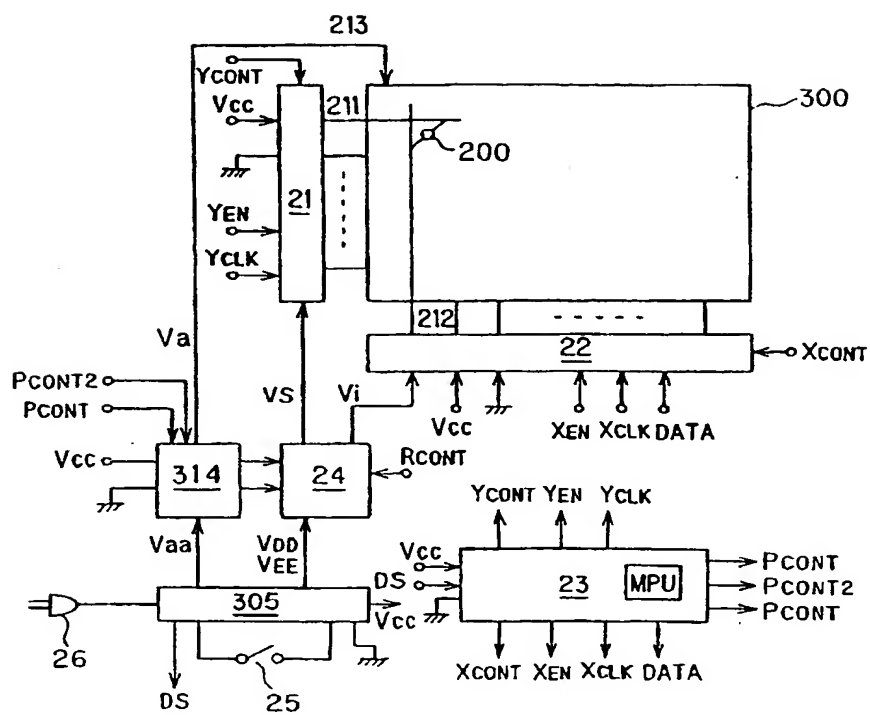 213
YCONT
Vcc
211
300
200
21
YEN
YCLK
212
22
XCONT
Va
PCONT2
PCONT
VS
Vi
Vcc
XEN
XCLK
DATA
Vcc
314
24
RCONT
Vaa
VDD
VEE
YCONT
YEN
YCLK
Vcc
DS
23
MPU
PCONT
PCONT2
PCONT
305
Vcc
26
DS
25
XCONT
XEN
XCLK
DATA